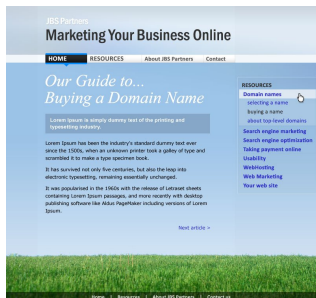 JBS Partners
Marketing Your Business Online
HOME RESOURCES About JBS Partners Contact
Our Guide to...
Buying a Domain Name
Lorem Ipsum is simply dummy text of the printing and
typesetting industry.
Lorem Ipsum has been the industry's standard dummy text ever
since the 1500s, when an unknown printer took a galley of type and
scrambled it to make a type specimen book.
It has survived not only five centuries, but also the leap into
electronic typesetting, remaining essentially unchanged.
It was popularised in the 1960s with the release of Letraset sheets
containing Lorem Ipsum passages, and more recently with desktop
publishing software like Aldus PageMaker including versions of Lorem
Ipsum.
Next article >
RESOURCES
Domain names
selecting a name
buying a name
about top-level domains
Search engine marketing
Search engine optimization
Taking payment online
Usability
WebHosting
Web Marketing
Your web site
Home | Resources | About JBS Partners | Contact us